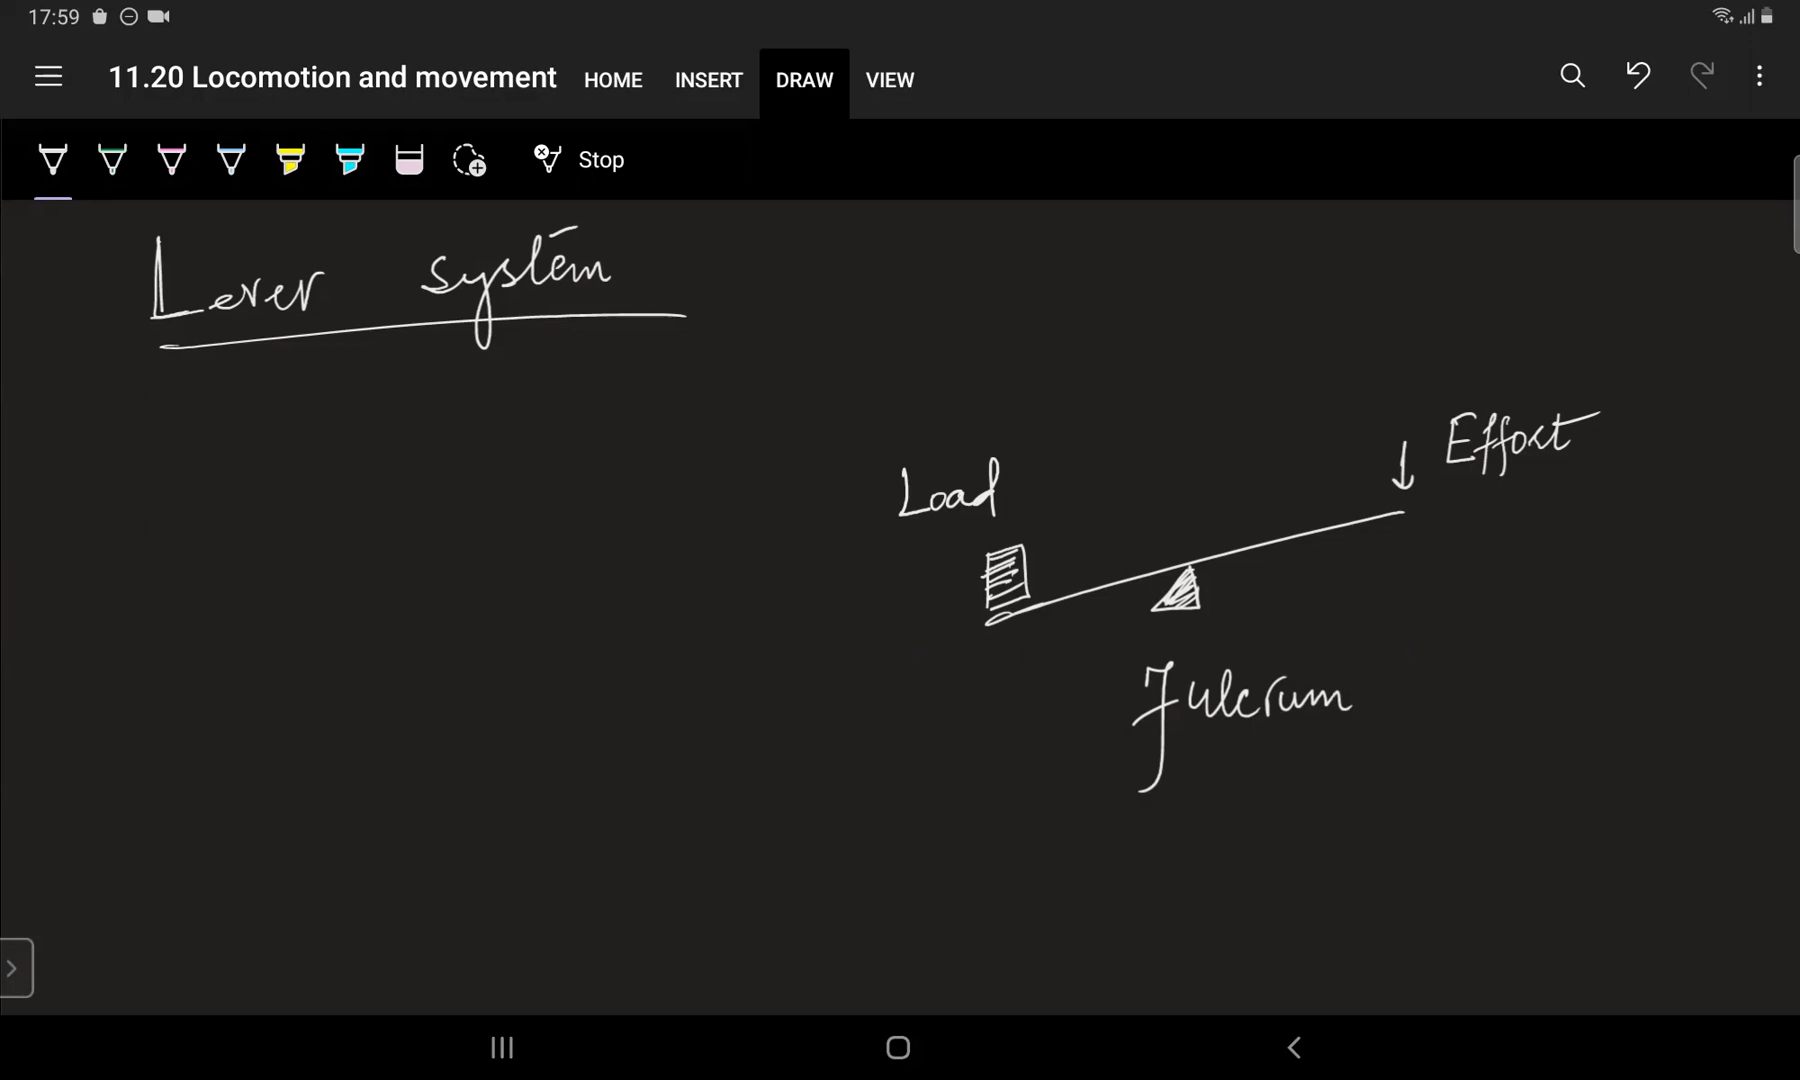 17:59
11.20 Locomotion and movement HOME INSERT DRAW VIEW
Stop
Lever system
Effort
Load
Fulcrum